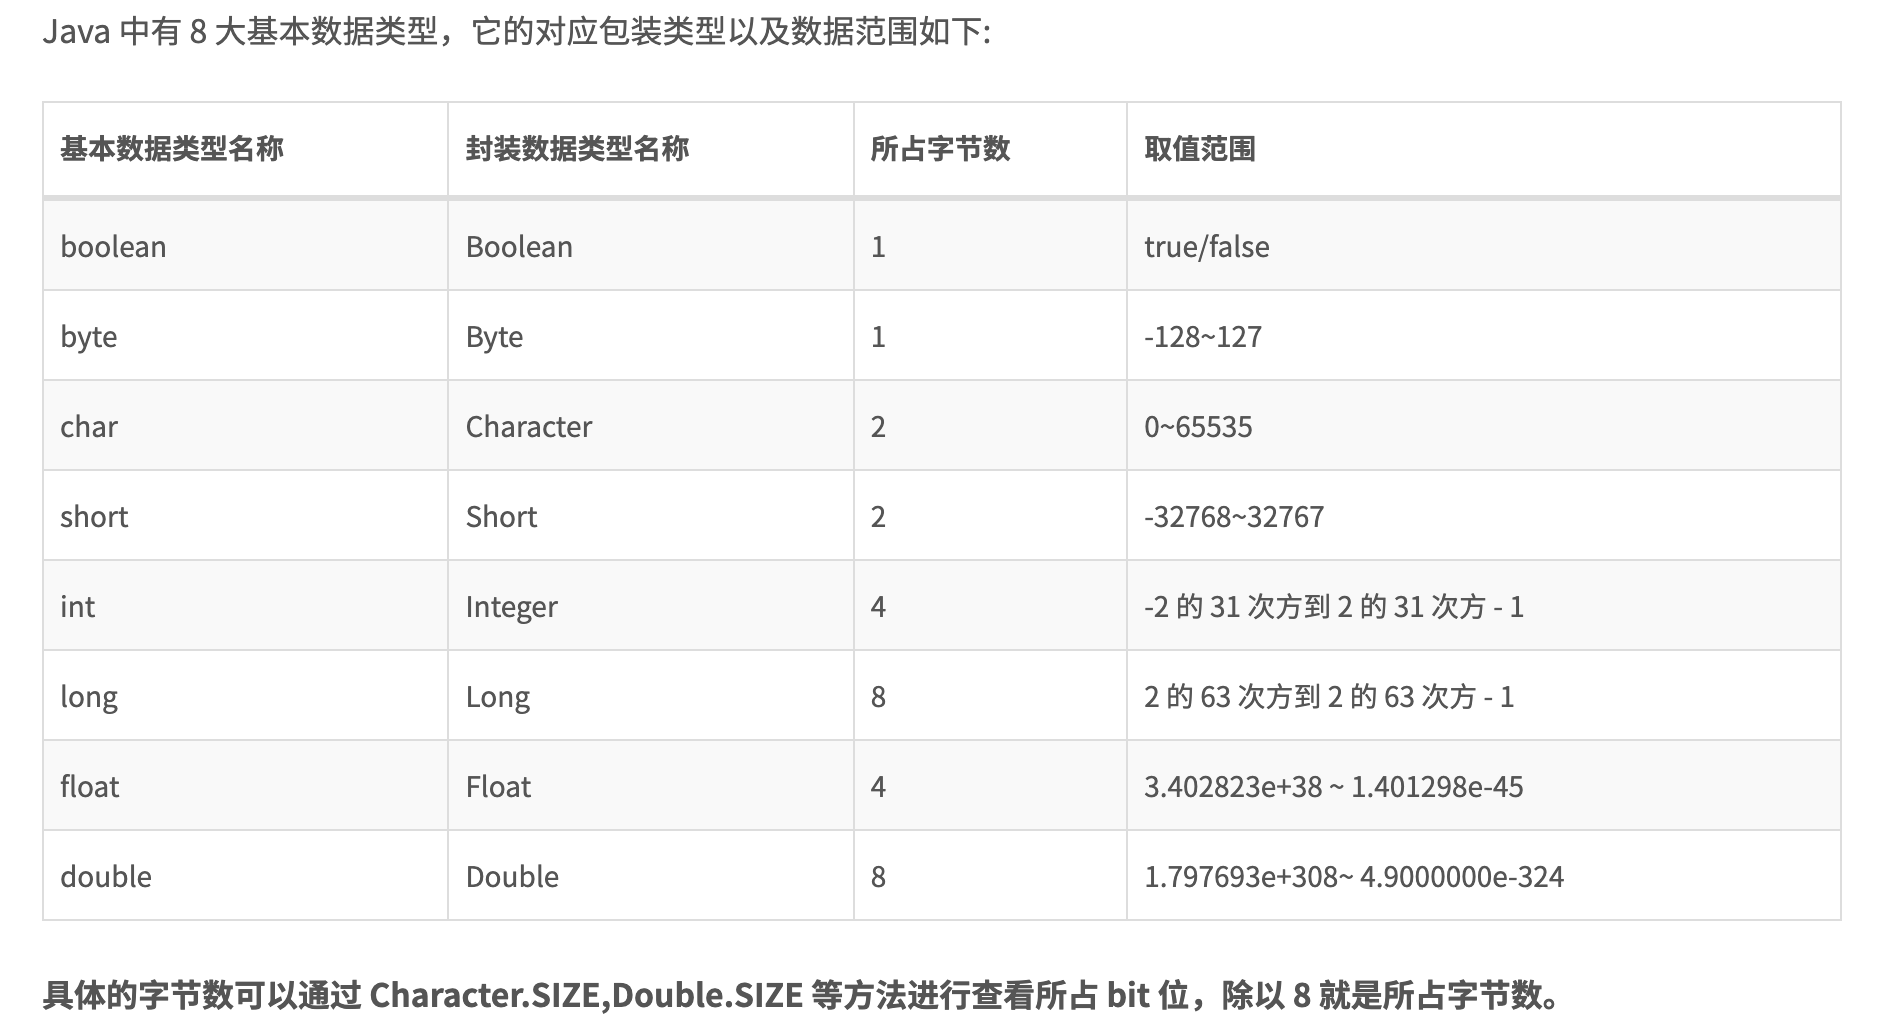 Java 中有 8 大基本数据类型，它的对应包装类型以及数据范围如下:
基本数据类型名称 封装数据类型名称 所占字节数 取值范围
boolean Boolean 1 true/false
byte Byte 1 -128~127
char Character 2 0~65535
short Short 2 -32768~32767
int Integer 4 -2 的 31 次方到 2 的 31 次方 - 1
long Long 8 2 的 63 次方到 2 的 63 次方 - 1
float Float 4 3.402823e+38 ~ 1.401298e-45
double Double 8 1.797693e+308~ 4.9000000e-324
具体的字节数可以通过 Character.SIZE,Double.SIZE 等方法进行查看所占 bit 位，除以 8 就是所占字节数。